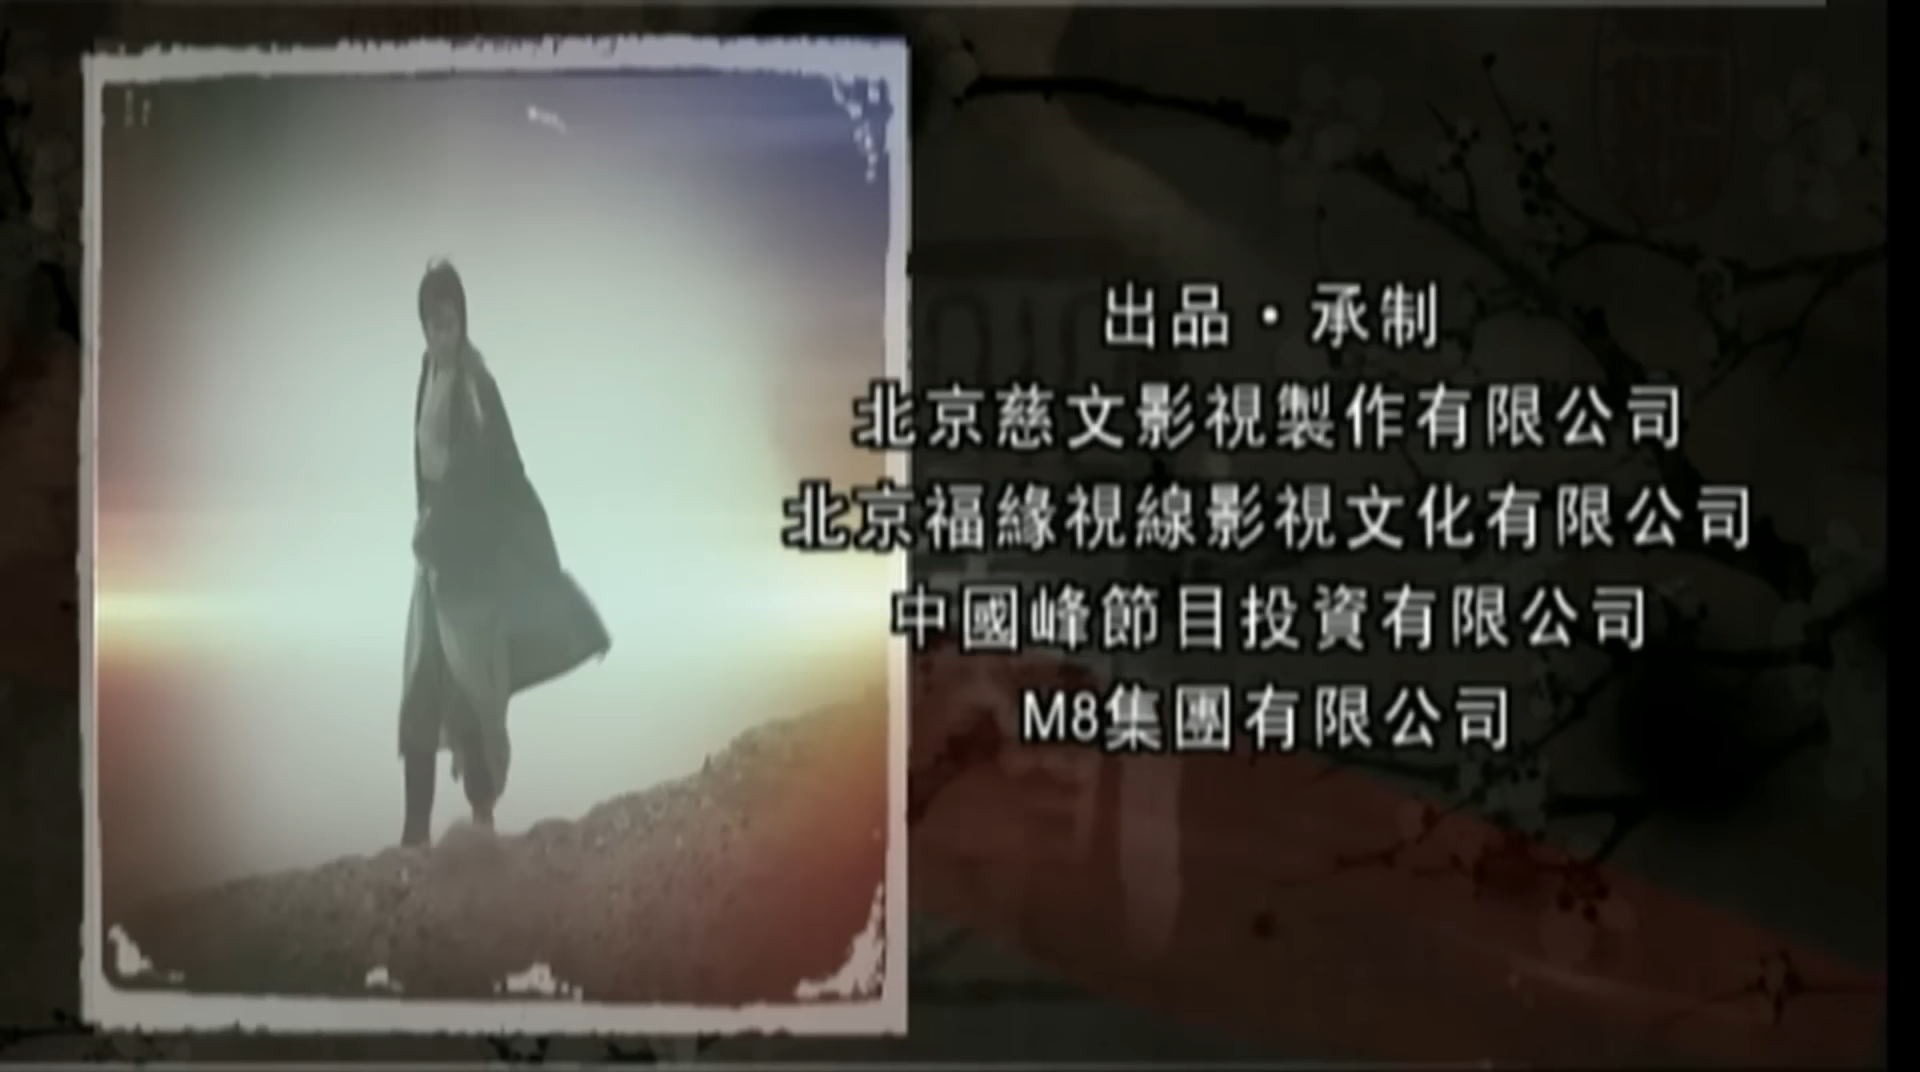 出品·承制
北京慈文影視製作有限公司
北京福緣視線影視文化有限公司
中國峰節目投資有限公司
M8集團有限公司